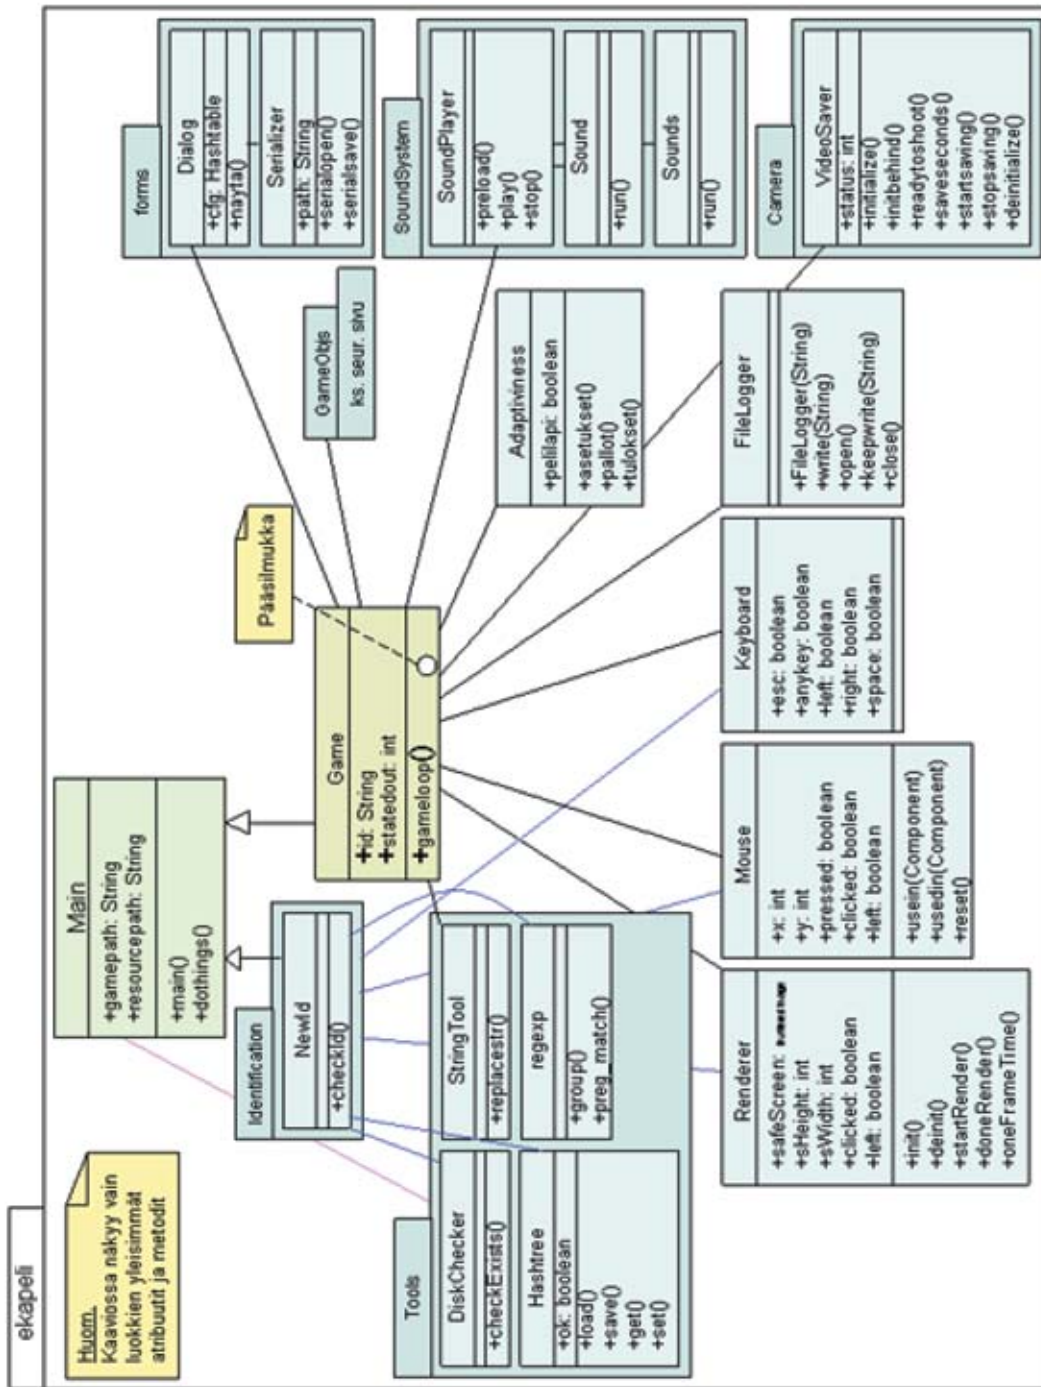 ekapeli
Huom.
Kaaviossa näkyy vain
luokkien yleisimmät
atribuutit ja metodit
Main
+gamepath: String
+resourcepath: String
+main()
+dothings()
Pääsilmukka
forms
Dialog
+cfg: Hashtable
+nayta()
Serializer
+path: String
+serialopen()
+serialsave()
Identification
NewId
+checkId()
Game
+id: String
+statedout: int
+gameloop()
GameObjs
ks. seur. sivu
SoundSystem
SoundPlayer
+preload()
+play()
+stop()
Sound
+run()
Sounds
+run()
Tools
DiskChecker
+checkExists()
StringTool
+replacestr()
Hashtree
+ok: boolean
+load()
+save()
+get()
+set()
regexp
+group()
+preg_match()
Adaptiviness
+pelilapi: boolean
+asetukset()
+pallot()
+tulokset()
Renderer
+safeScreen:
+sHeight: int
+sWidth: int
+clicked: boolean
+left: boolean
+init()
+deinit()
+startRender()
+doneRender()
+oneFrameTime()
Mouse
+x: int
+y: int
+pressed: boolean
+clicked: boolean
+left: boolean
+usein(Component)
+usedin(Component)
+reset()
Keyboard
+esc: boolean
+anykey: boolean
+left: boolean
+right: boolean
+space: boolean
FileLogger
+FileLogger(String)
+write(String)
+open()
+keepwrite(String)
+close()
Camera
VideoSaver
+status: int
+initialize()
+initbehind()
+readytoshoot()
+saveseconds()
+startsaving()
+stopsaving()
+deinitialize()